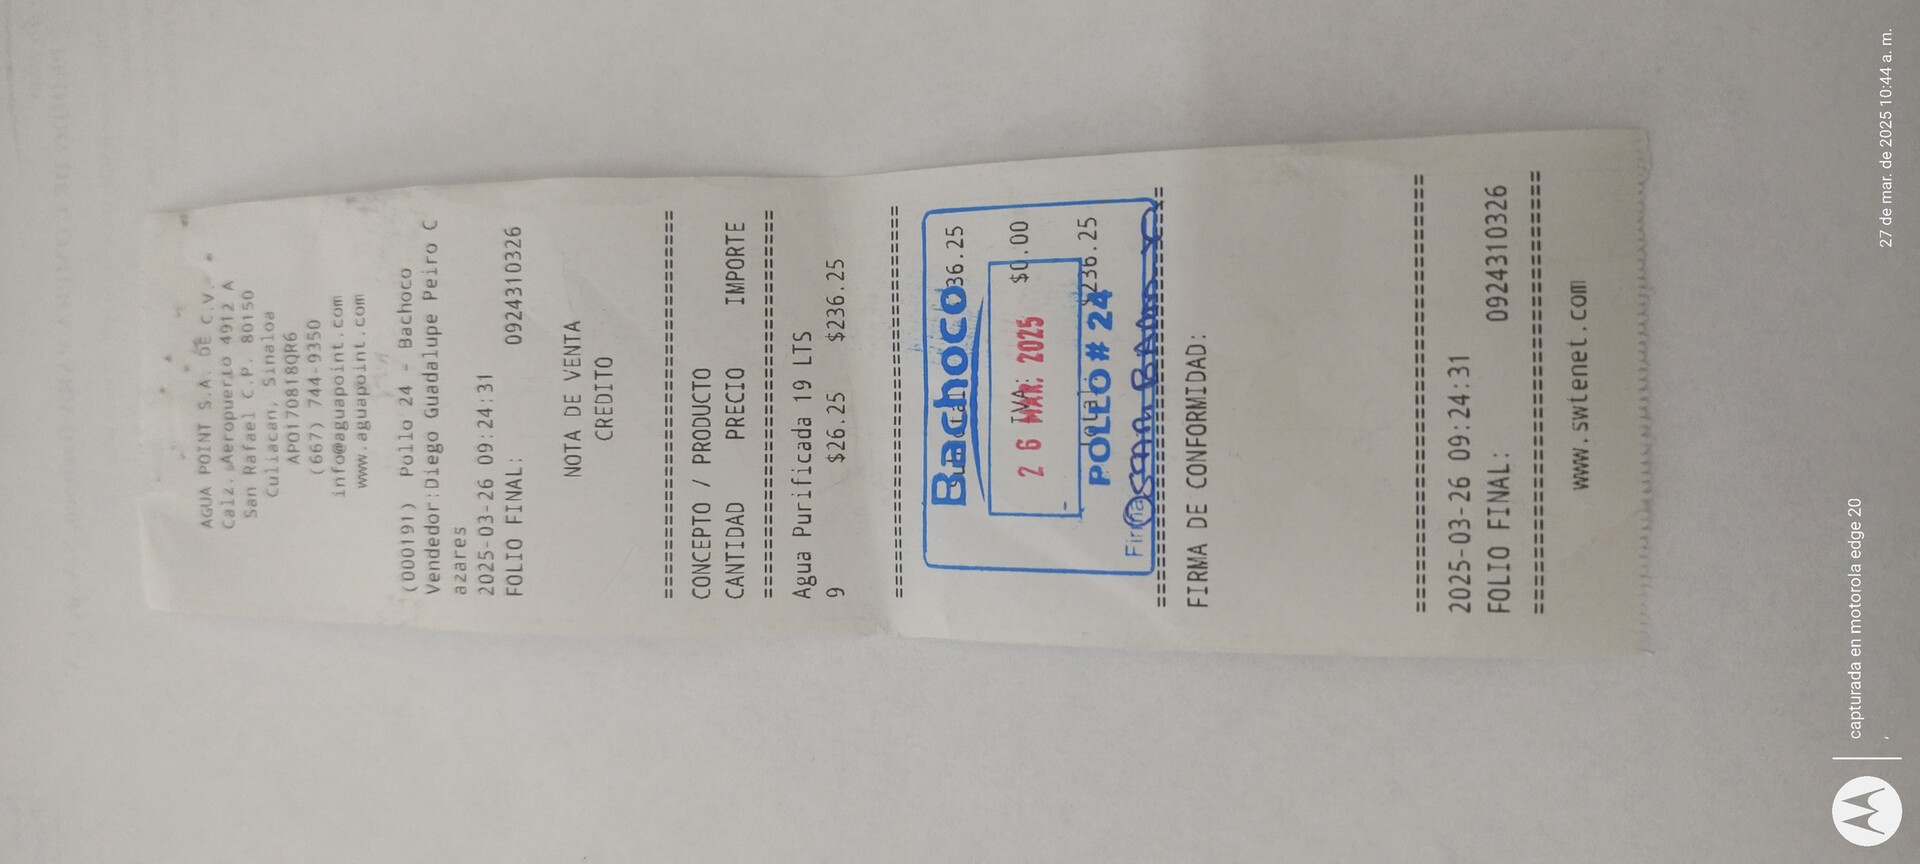 AGUA POINT S.A. DE C.V.
Calz. Aeropuerto 4912 A
San Rafael C.P. 80150
Culiacan, Sinaloa
APO170818QR6
(667) 744-9350
info@aguapoint.com
www.aguapoint.com
(000191) Pollo 24 - Bachoco
Vendedor:Diego Guadalupe Peiro C
azares
2025-03-26 09:24:31
FOLIO FINAL: 0924310326
NOTA DE VENTA
CREDITO
================================
CONCEPTO / PRODUCTO
CANTIDAD PRECIO IMPORTE
================================
Agua Purificada 19 LTS
9 $26.25 $236.25
================================
Bachoco
36.25
IVA: $0.00
26 MAR. 2025
$236.25
POLLO # 24
Firma
================================
FIRMA DE CONFORMIDAD:
================================
2025-03-26 09:24:31
FOLIO FINAL: 0924310326
================================
www.swtenet.com
capturada en motorola edge 20
27 de mar. de 2025 10:44 a. m.